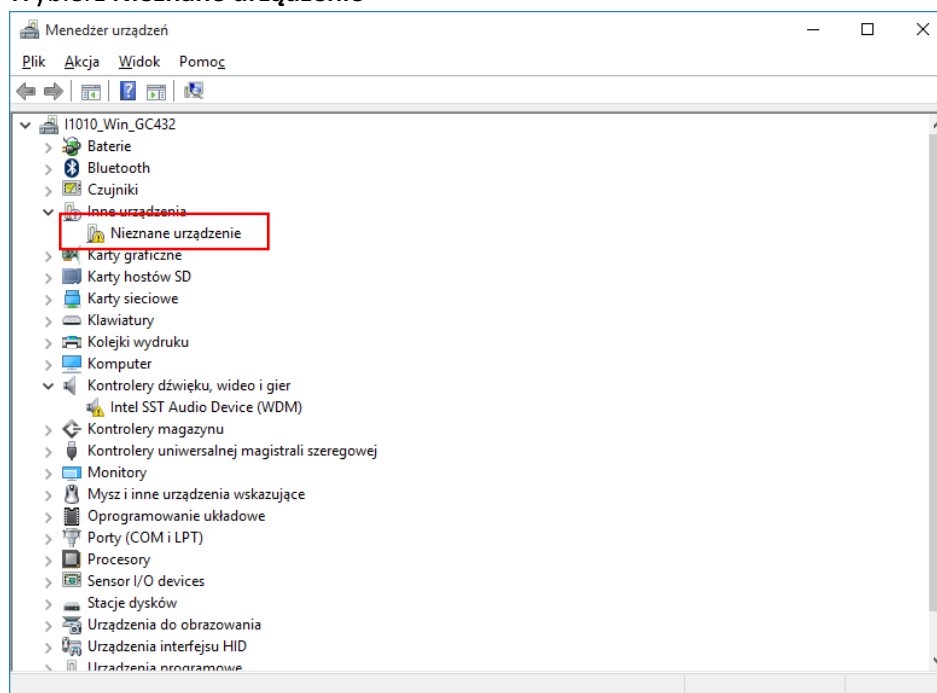 Wybierz Nieznane urządzenie
Menedżer urządzeń
Plik Akcja Widok Pomoc
I1010_Win_GC432
Baterie
Bluetooth
Czujniki
Inne urządzenia
Nieznane urządzenie
Karty graficzne
Karty hostów SD
Karty sieciowe
Klawiatury
Kolejki wydruku
Komputer
Kontrolery dźwięku, wideo i gier
Intel SST Audio Device (WDM)
Kontrolery magazynu
Kontrolery uniwersalnej magistrali szeregowej
Monitory
Mysz i inne urządzenia wskazujące
Oprogramowanie układowe
Porty (COM i LPT)
Procesory
Sensor I/O devices
Stacje dysków
Urządzenia do obrazowania
Urządzenia interfejsu HID
Urządzenia programowe